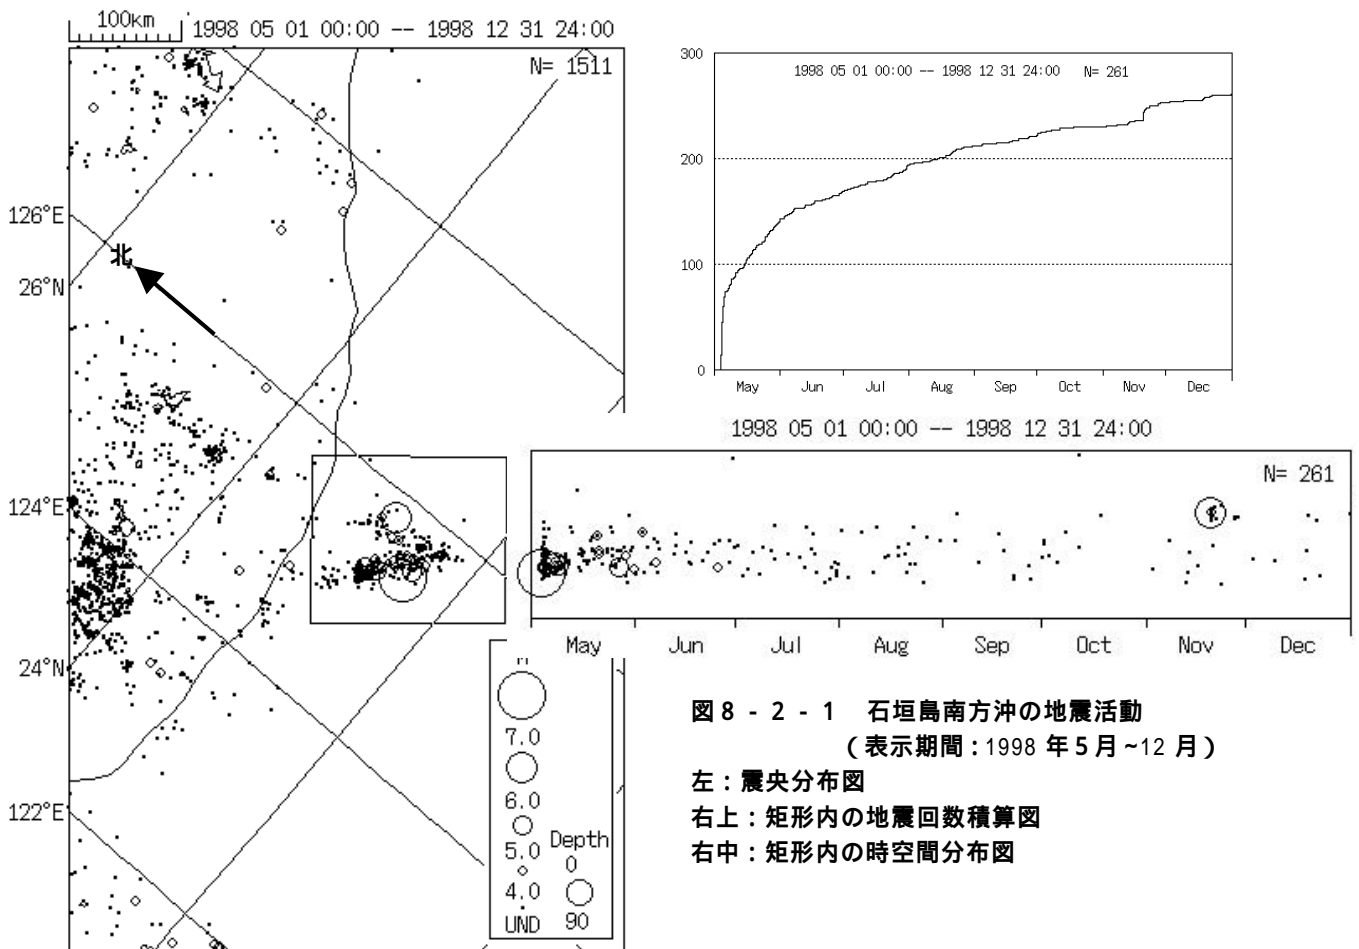 100km
1998 05 01 00:00 -- 1998 12 31 24:00
N= 1511
126°E
北
26°N
124°E
24°N
122°E
7.0
6.0
5.0
4.0
UND
Depth
0
90
300
200
100
0
1998 05 01 00:00 -- 1998 12 31 24:00 N= 261
May Jun Jul Aug Sep Oct Nov Dec
1998 05 01 00:00 -- 1998 12 31 24:00
N= 261
May Jun Jul Aug Sep Oct Nov Dec
図8-2-1 石垣島南方沖の地震活動
(表示期間:1998年5月~12月)
左:震央分布図
右上:矩形内の地震回数積算図
右中:矩形内の時空間分布図